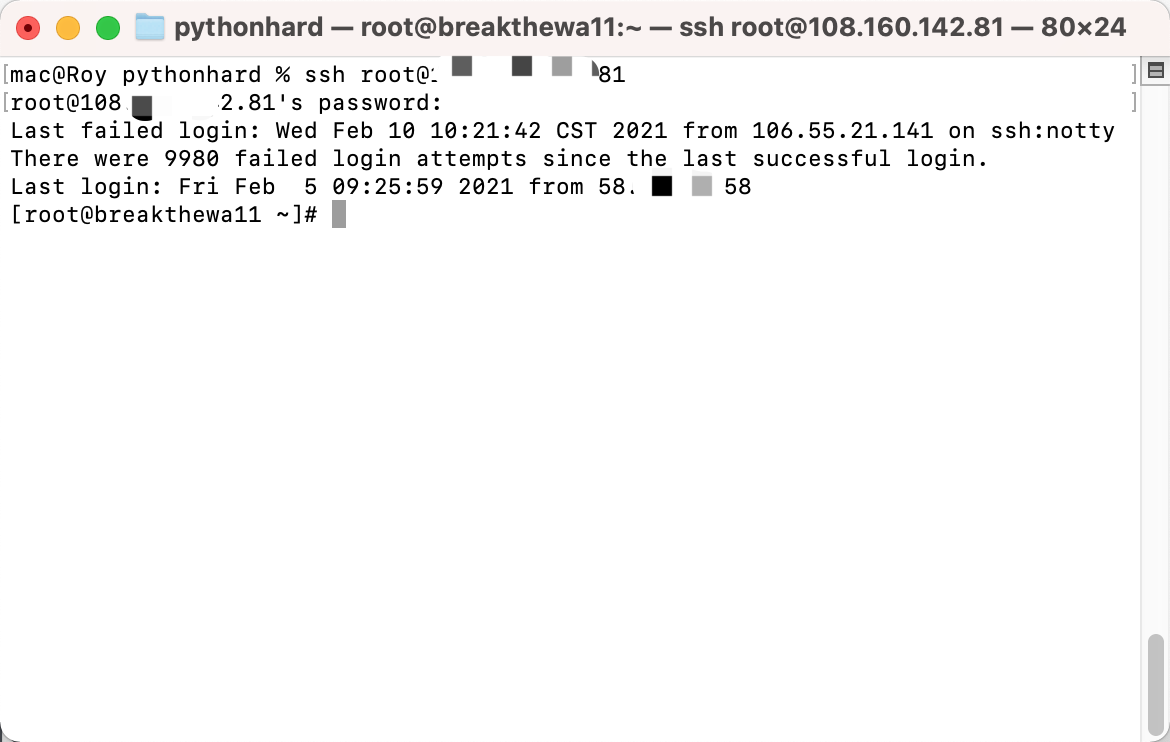 pythonhard — root@breakthewa11:~ — ssh root@108.160.142.81 — 80×24
[mac@Roy pythonhard % ssh root@ 81 ]
[root@108 2.81's password: ]
Last failed login: Wed Feb 10 10:21:42 CST 2021 from 106.55.21.141 on ssh:notty
There were 9980 failed login attempts since the last successful login.
Last login: Fri Feb  5 09:25:59 2021 from 58. 58
[root@breakthewa11 ~]#